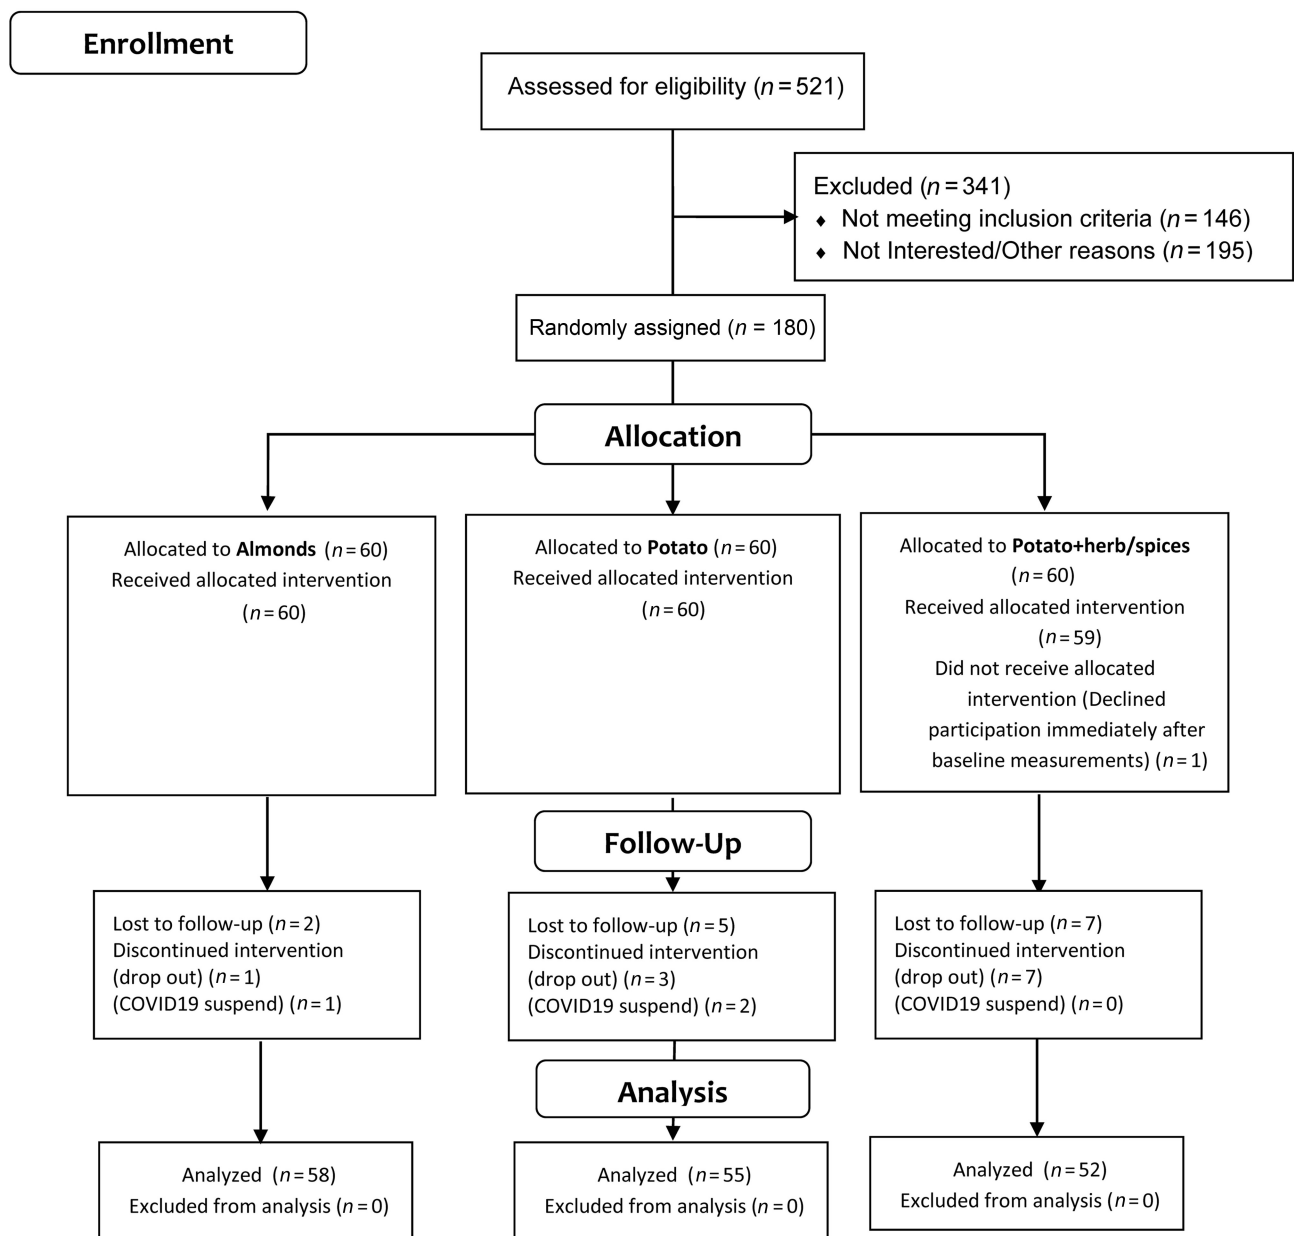 Enrollment
Assessed for eligibility (n = 521)
Excluded (n = 341)
♦ Not meeting inclusion criteria (n = 146)
♦ Not Interested/Other reasons (n = 195)
Randomly assigned (n = 180)
Allocation
Allocated to Almonds (n = 60)
Received allocated intervention
(n = 60)
Allocated to Potato (n = 60)
Received allocated intervention
(n = 60)
Allocated to Potato+herb/spices
(n = 60)
Received allocated intervention
(n = 59)
Did not receive allocated
intervention (Declined
participation immediately after
baseline measurements) (n = 1)
Follow-Up
Lost to follow-up (n = 2)
Discontinued intervention
(drop out) (n = 1)
(COVID19 suspend) (n = 1)
Lost to follow-up (n = 5)
Discontinued intervention
(drop out) (n = 3)
(COVID19 suspend) (n = 2)
Lost to follow-up (n = 7)
Discontinued intervention
(drop out) (n = 7)
(COVID19 suspend) (n = 0)
Analysis
Analyzed (n = 58)
Excluded from analysis (n = 0)
Analyzed (n = 55)
Excluded from analysis (n = 0)
Analyzed (n = 52)
Excluded from analysis (n = 0)